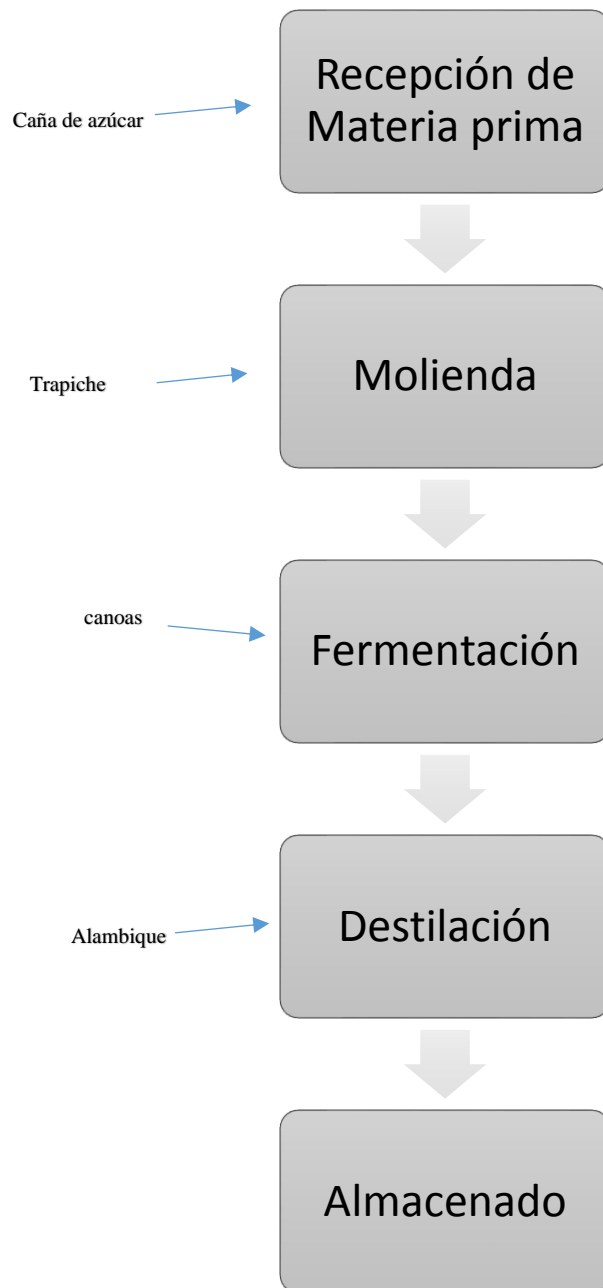 Recepción de
Materia prima
Caña de azúcar
Molienda
Trapiche
Fermentación
canoas
Destilación
Alambique
Almacenado